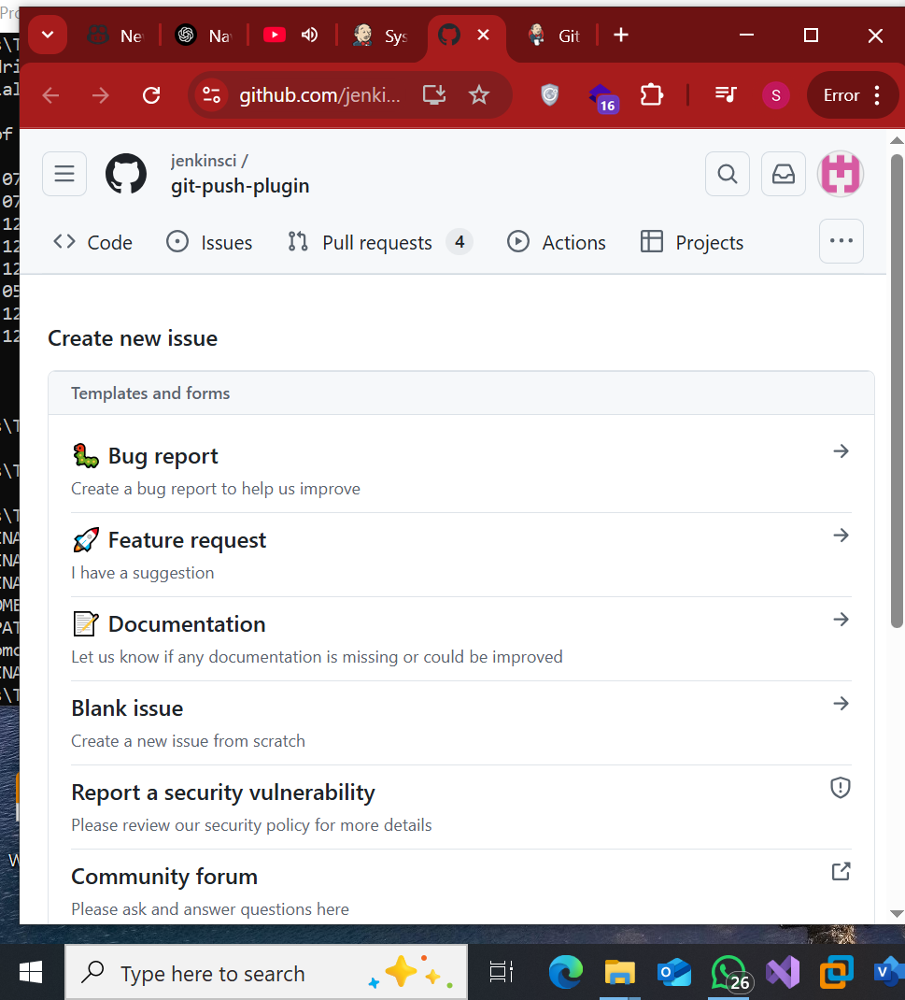 Ne
Na
Sys
Git
github.com/jenki...
16
S
Error
jenkinsci /
git-push-plugin
Code
Issues
Pull requests 4
Actions
Projects
Create new issue
Templates and forms
Bug report
Create a bug report to help us improve
Feature request
I have a suggestion
Documentation
Let us know if any documentation is missing or could be improved
Blank issue
Create a new issue from scratch
Report a security vulnerability
Please review our security policy for more details
Community forum
Please ask and answer questions here
Type here to search
26